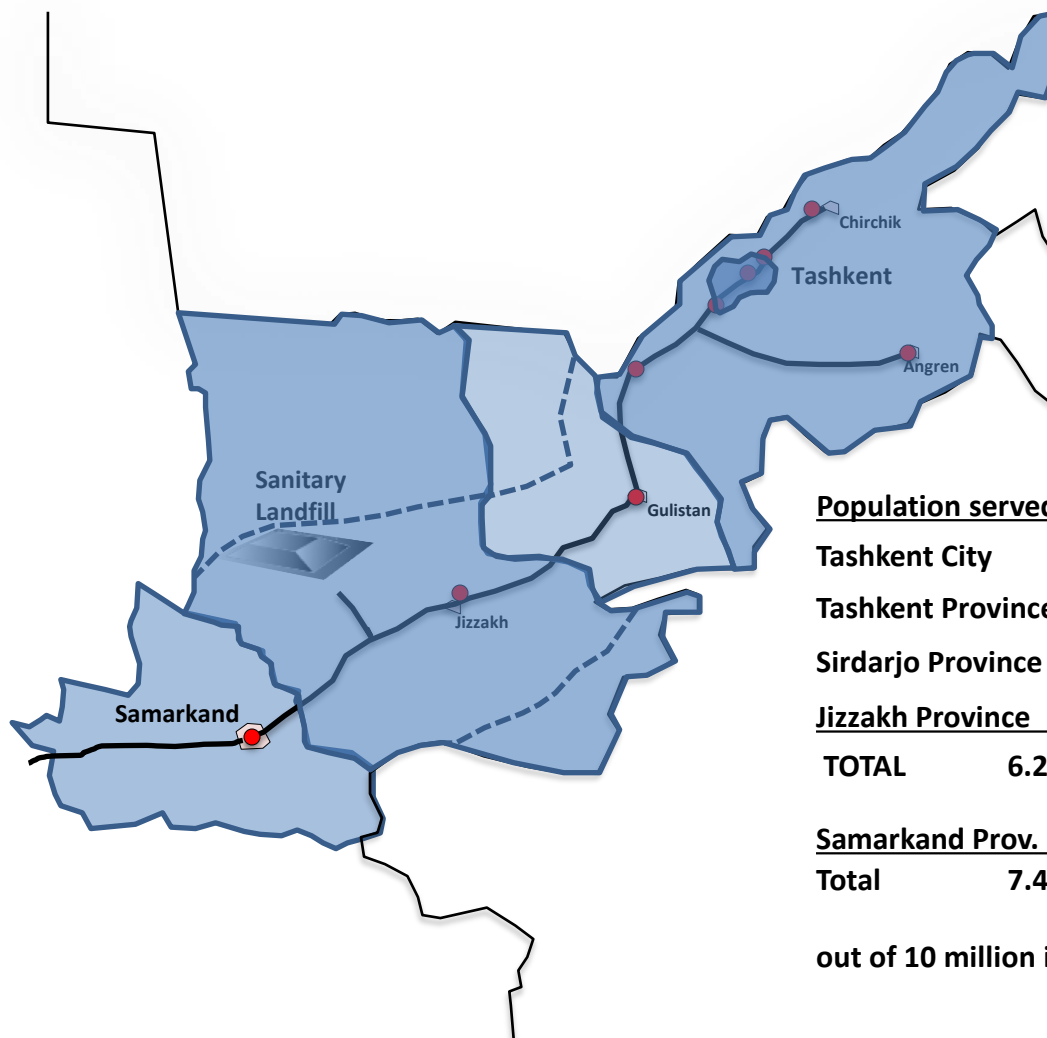 Chirchik
Tashkent
Angren
Sanitary
Landfill
Gulistan
Jizzakh
Samarkand
Population served
Tashkent City
Tashkent Province
Sirdarjo Province
Jizzakh Province
TOTAL 6.2
Samarkand Prov.
Total 7.4
out of 10 million i